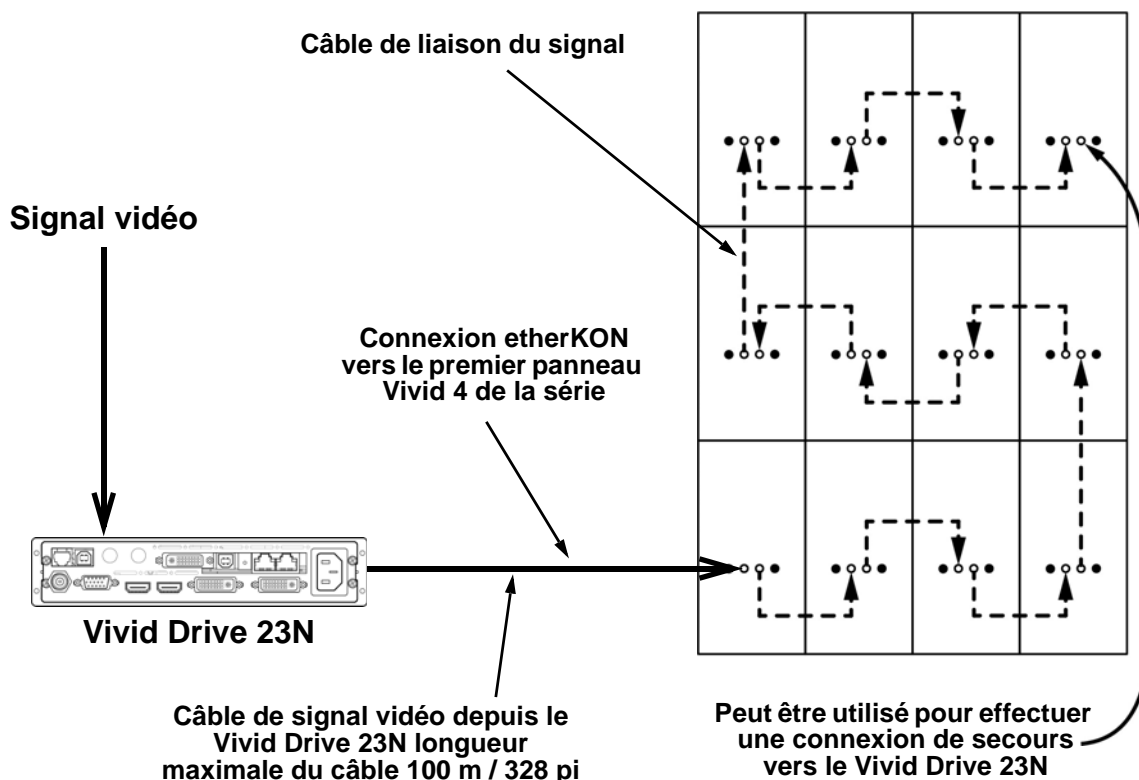 Câble de liaison du signal
Signal vidéo
Connexion etherKON
vers le premier panneau
Vivid 4 de la série
Vivid Drive 23N
Câble de signal vidéo depuis le
Vivid Drive 23N longueur
maximale du câble 100 m / 328 pi
Peut être utilisé pour effectuer
une connexion de secours
vers le Vivid Drive 23N